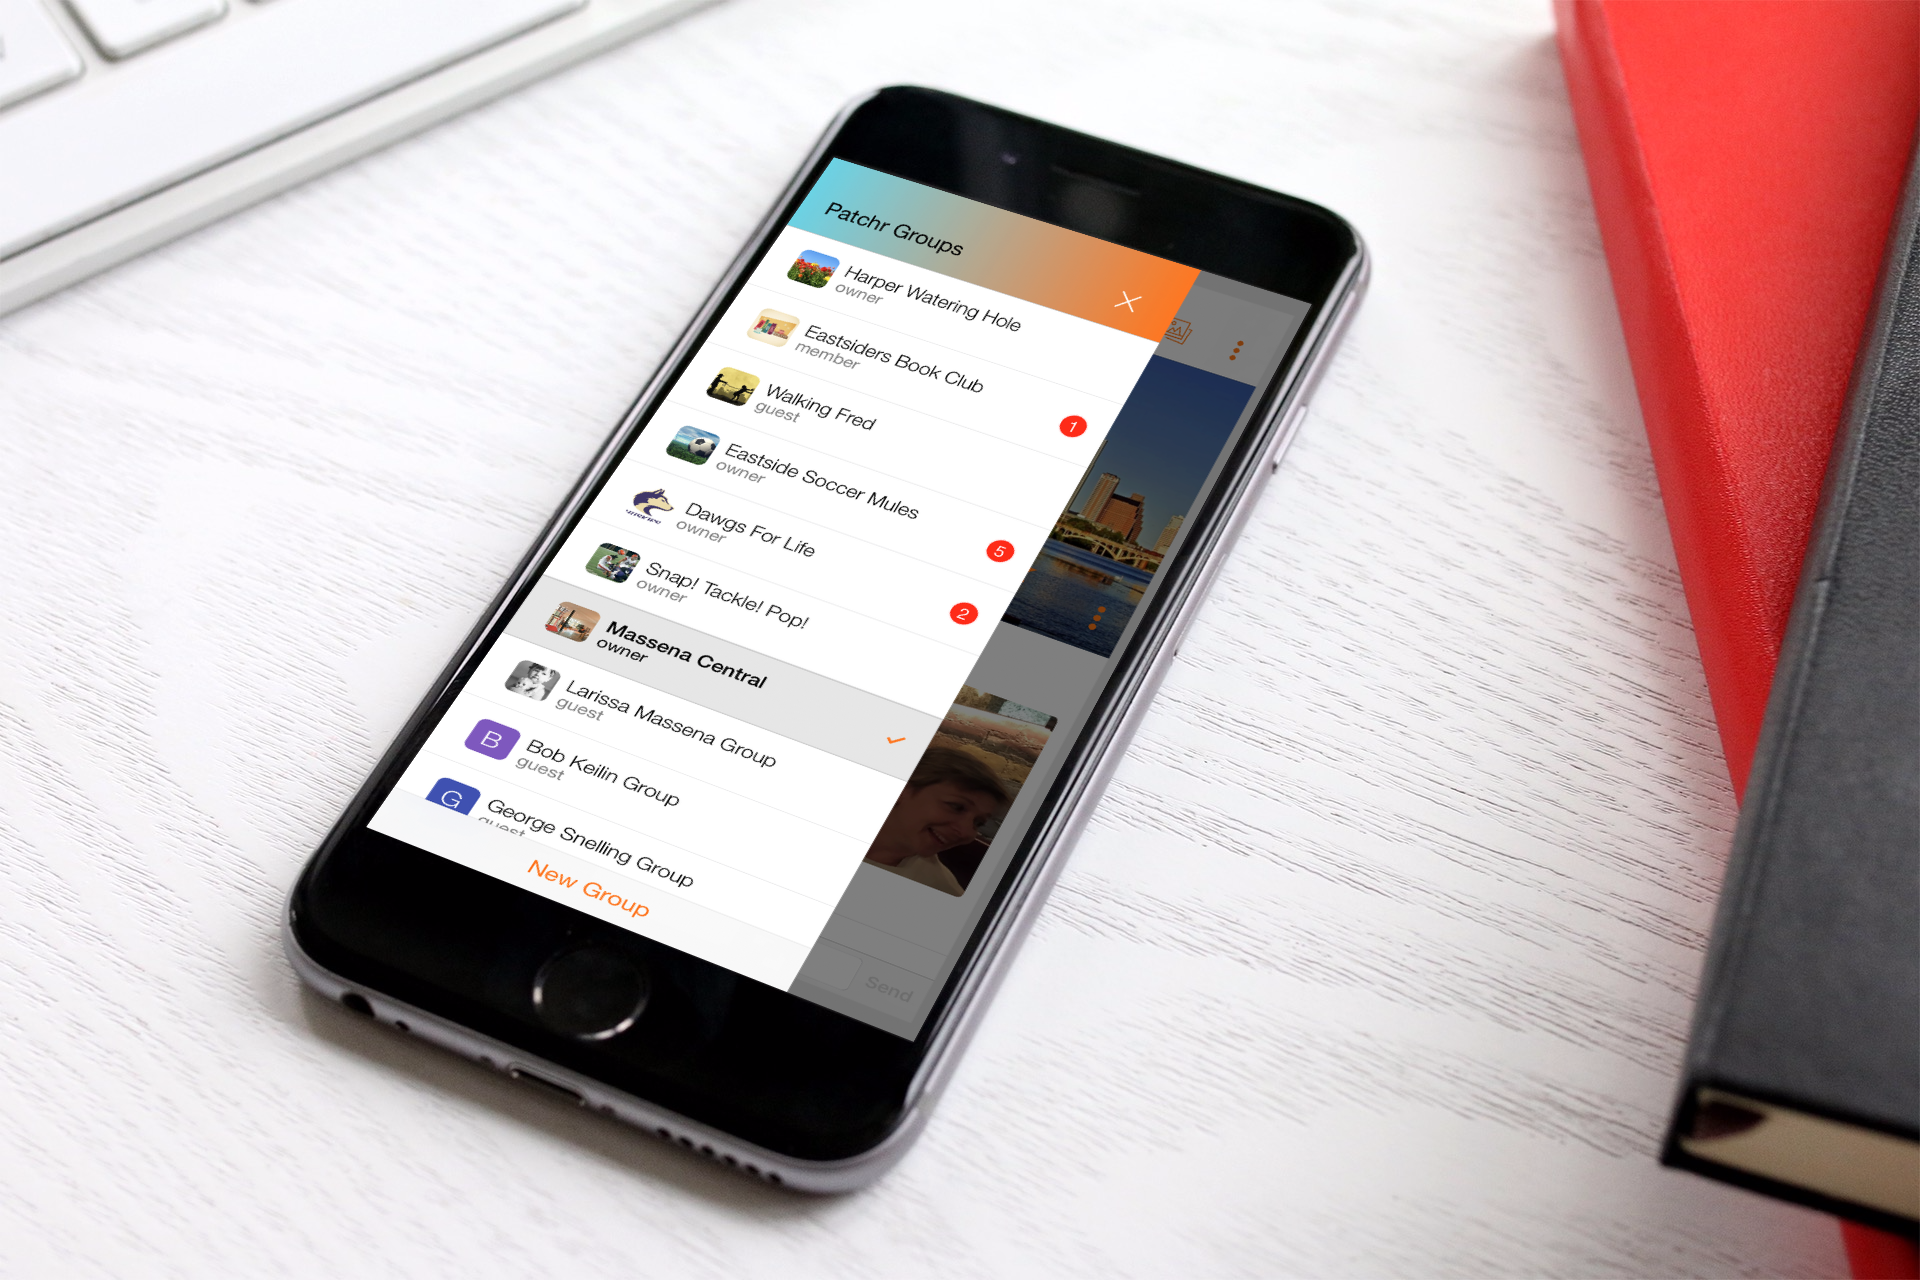 Patchr Groups
Harper Watering Hole
owner
Eastsiders Book Club
member
1
Walking Fred
guest
Eastside Soccer Mules
owner
5
Dawgs For Life
owner
2
Snap! Tackle! Pop!
owner
Massena Central
owner
Larissa Massena Group
guest
B
Bob Keilin Group
guest
G
George Snelling Group
guest
New Group
Send